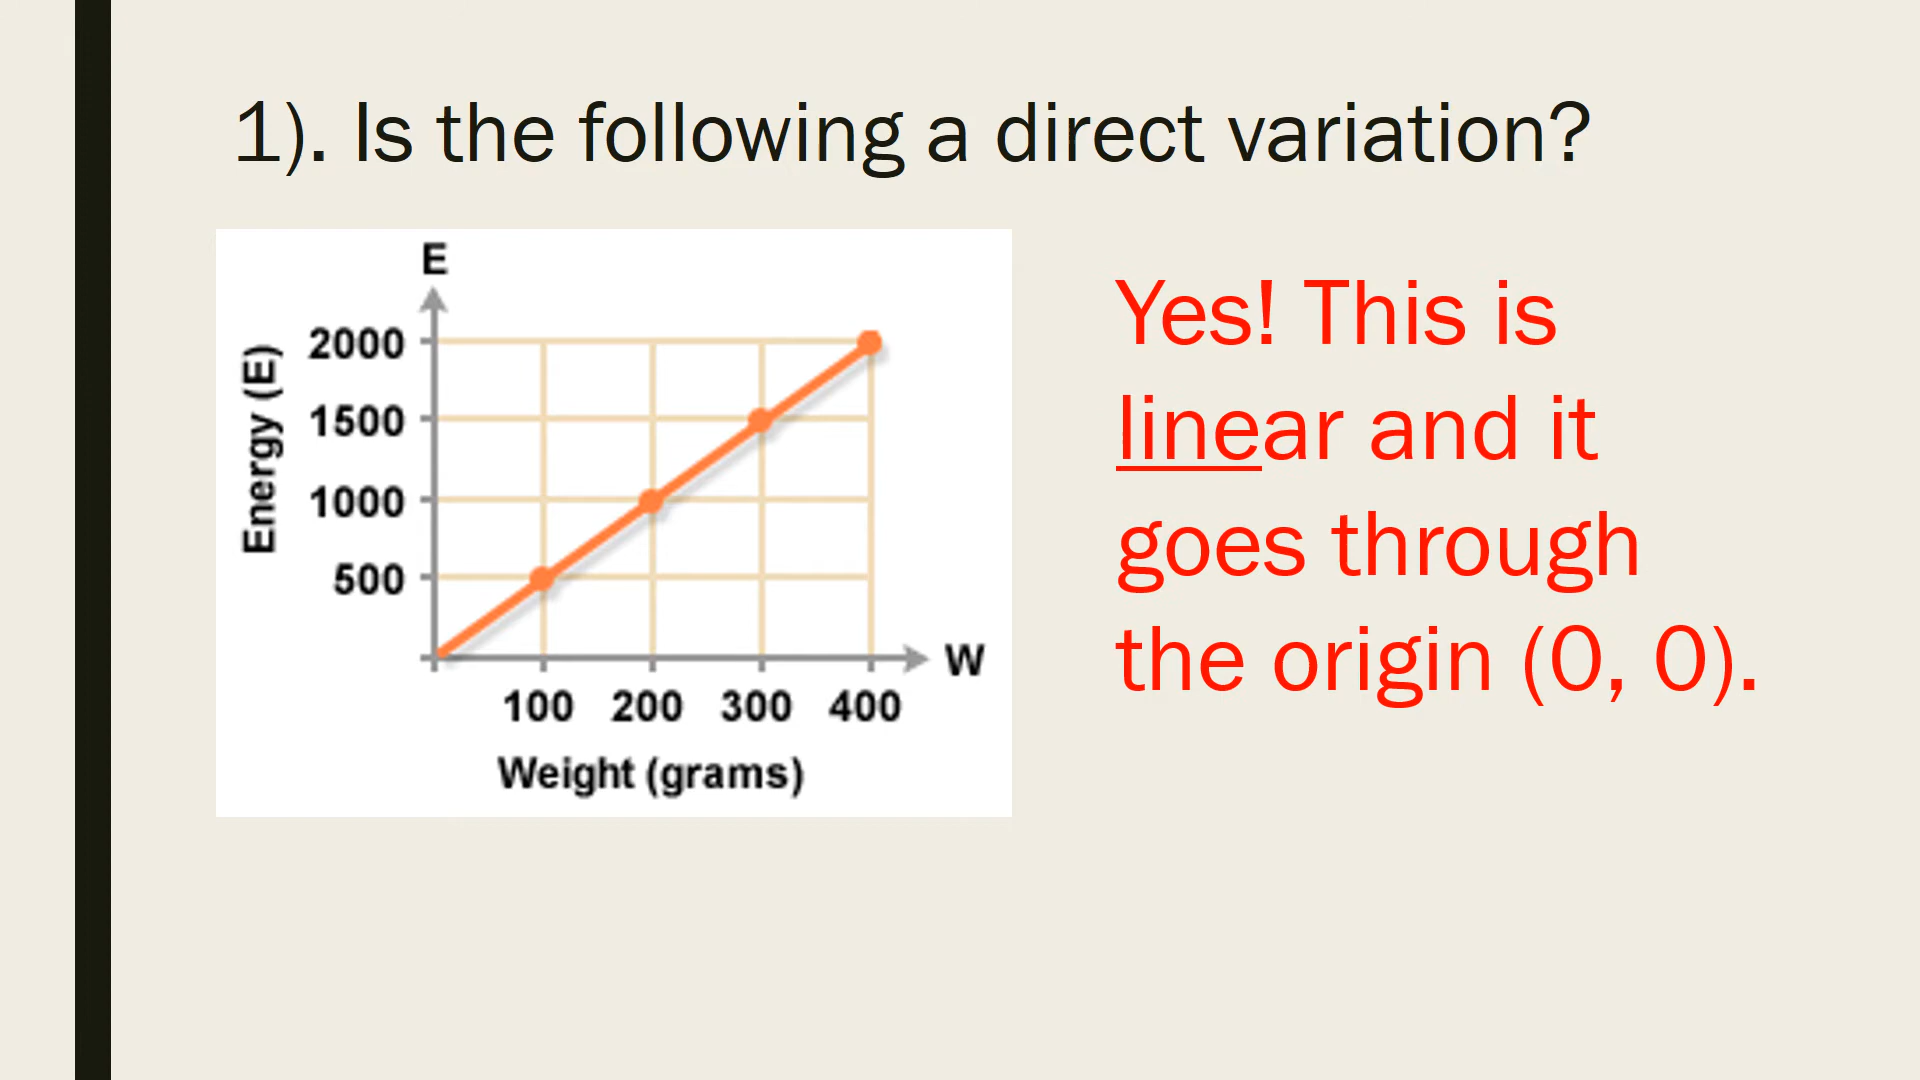 1). Is the following a direct variation?
E
Energy (E)
2000
1500
1000
500
W
100 200 300 400
Weight (grams)
Yes! This is
linear and it
goes through
the origin (0, 0).